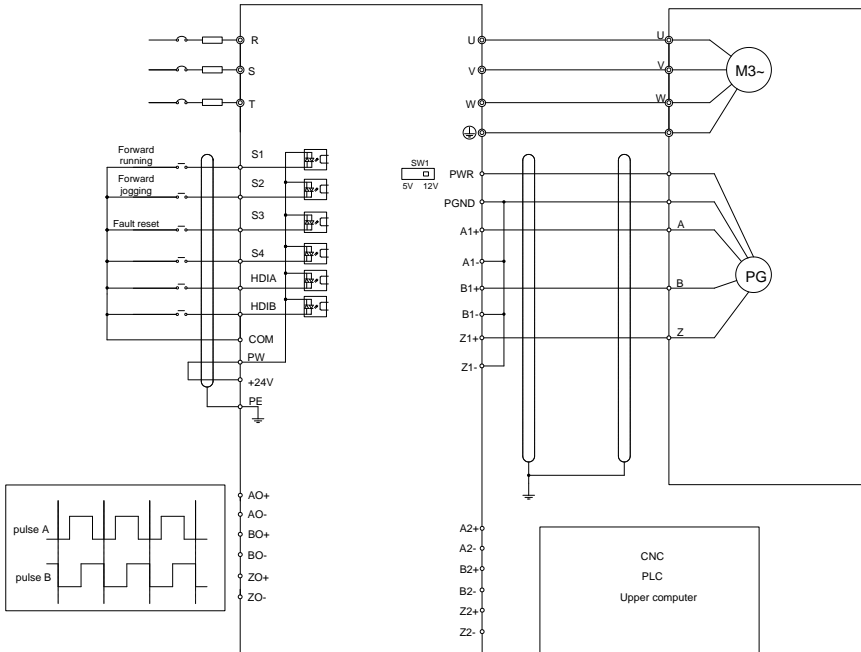 R
U
U
S
V
V
M3~
T
W
W
Forward
running
S1
SW1
5V 12V
PWR
Forward
jogging
S2
PGND
Fault reset
S3
A1+
A
S4
A1-
HDIA
B1+
B
PG
HDIB
B1-
COM
Z1+
Z
PW
Z1-
+24V
PE
AO+
AO-
BO+
BO-
ZO+
ZO-
pulse A
pulse B
A2+
A2-
B2+
B2-
Z2+
Z2-
CNC
PLC
Upper computer